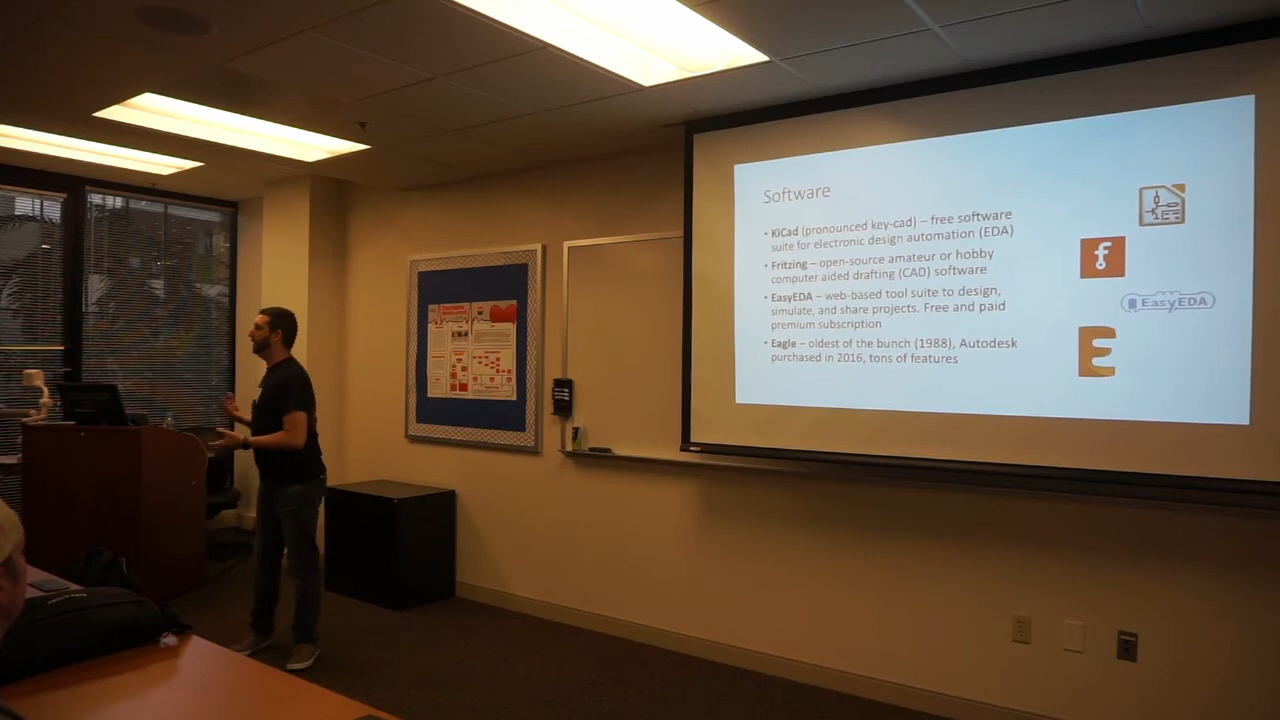 Software
• KiCad (pronounced key-cad) – free software
suite for electronic design automation (EDA)
• Fritzing – open-source amateur or hobby
computer aided drafting (CAD) software
• EasyEDA – web-based tool suite to design,
simulate, and share projects. Free and paid
premium subscription
• Eagle – oldest of the bunch (1988), Autodesk
purchased in 2016, tons of features
f
EasyEDA
E